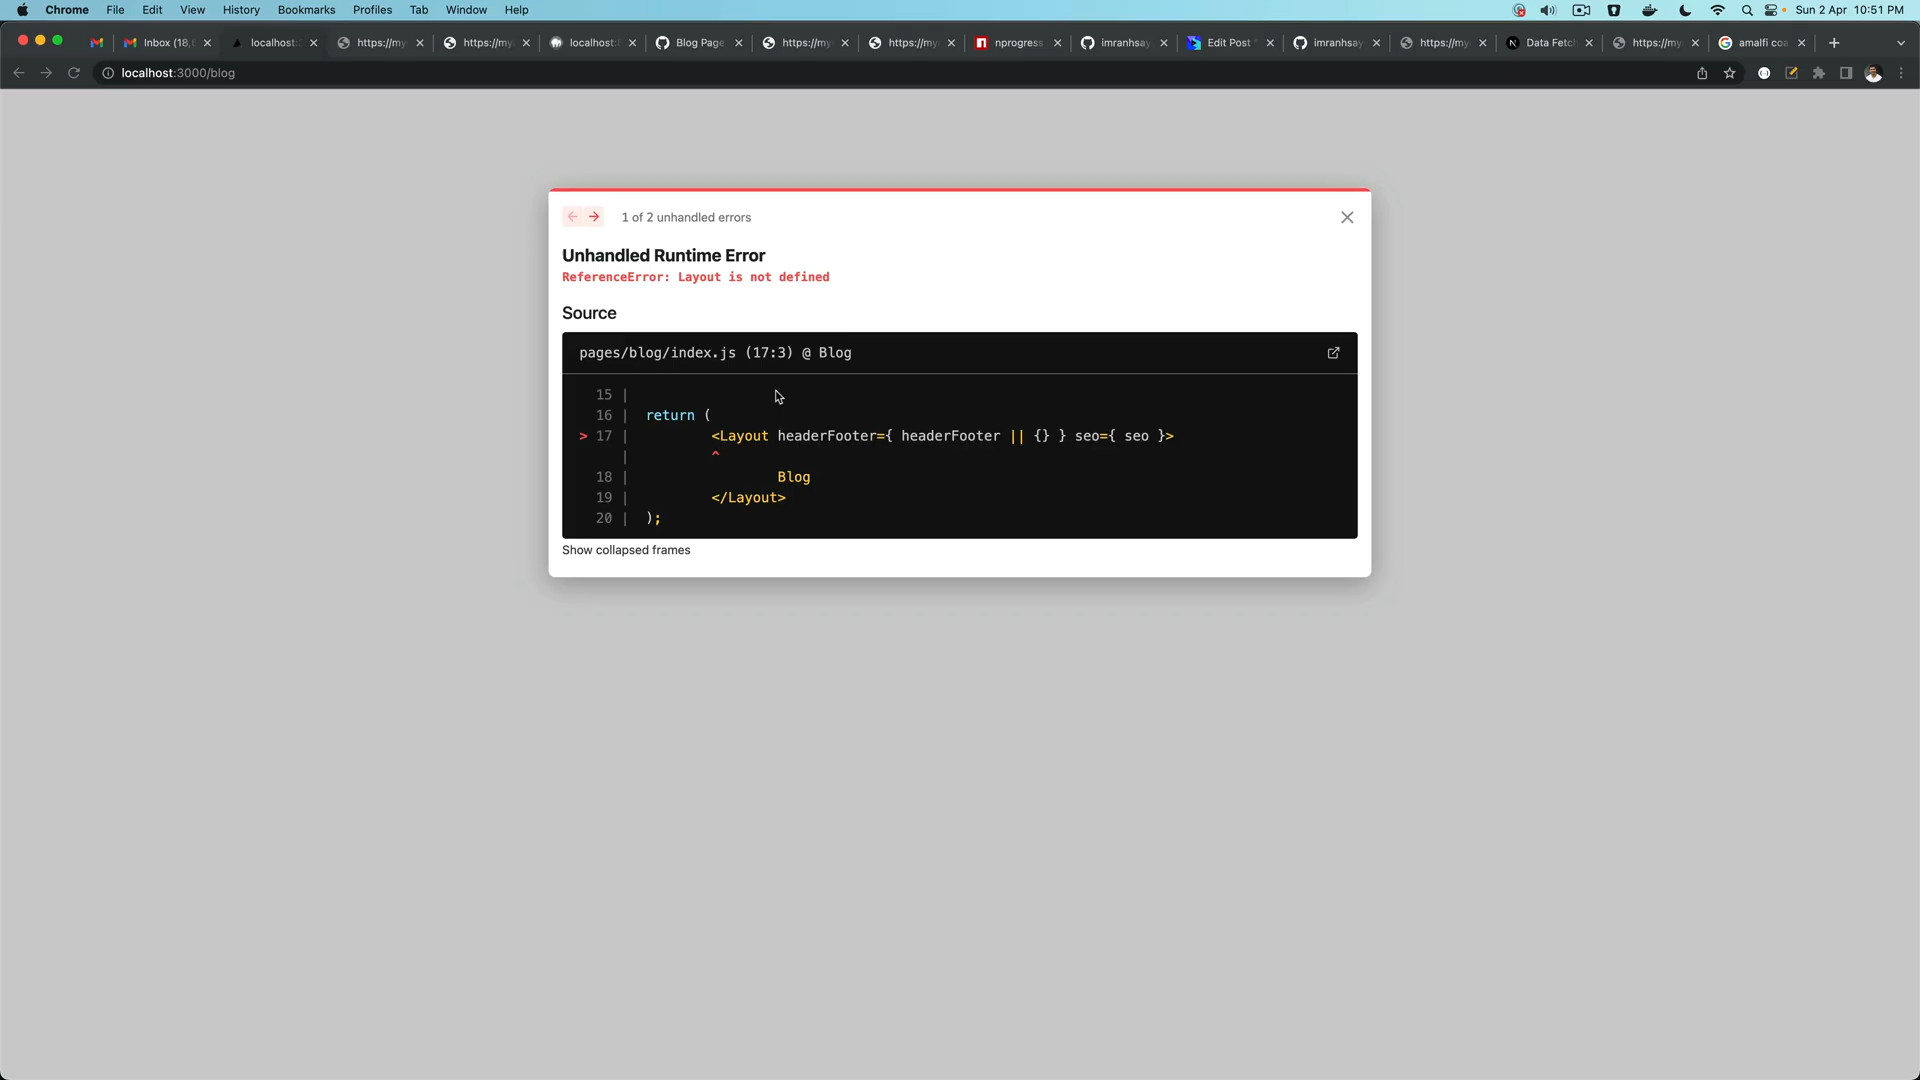 Chrome File Edit View History Bookmarks Profiles Tab Window Help Sun 2 Apr 10:51 PM
Inbox (18, localhost: https://my https://my localhost: Blog Page https://my https://my nprogress imranhsay Edit Post imranhsay https://my Data Fetch https://my amalfi coa
localhost:3000/blog
1 of 2 unhandled errors
Unhandled Runtime Error
ReferenceError: Layout is not defined
Source
pages/blog/index.js (17:3) @ Blog
15 |
16 | return (
> 17 | <Layout headerFooter={ headerFooter || {} } seo={ seo }>
| ^
18 | Blog
19 | </Layout>
20 | );
Show collapsed frames